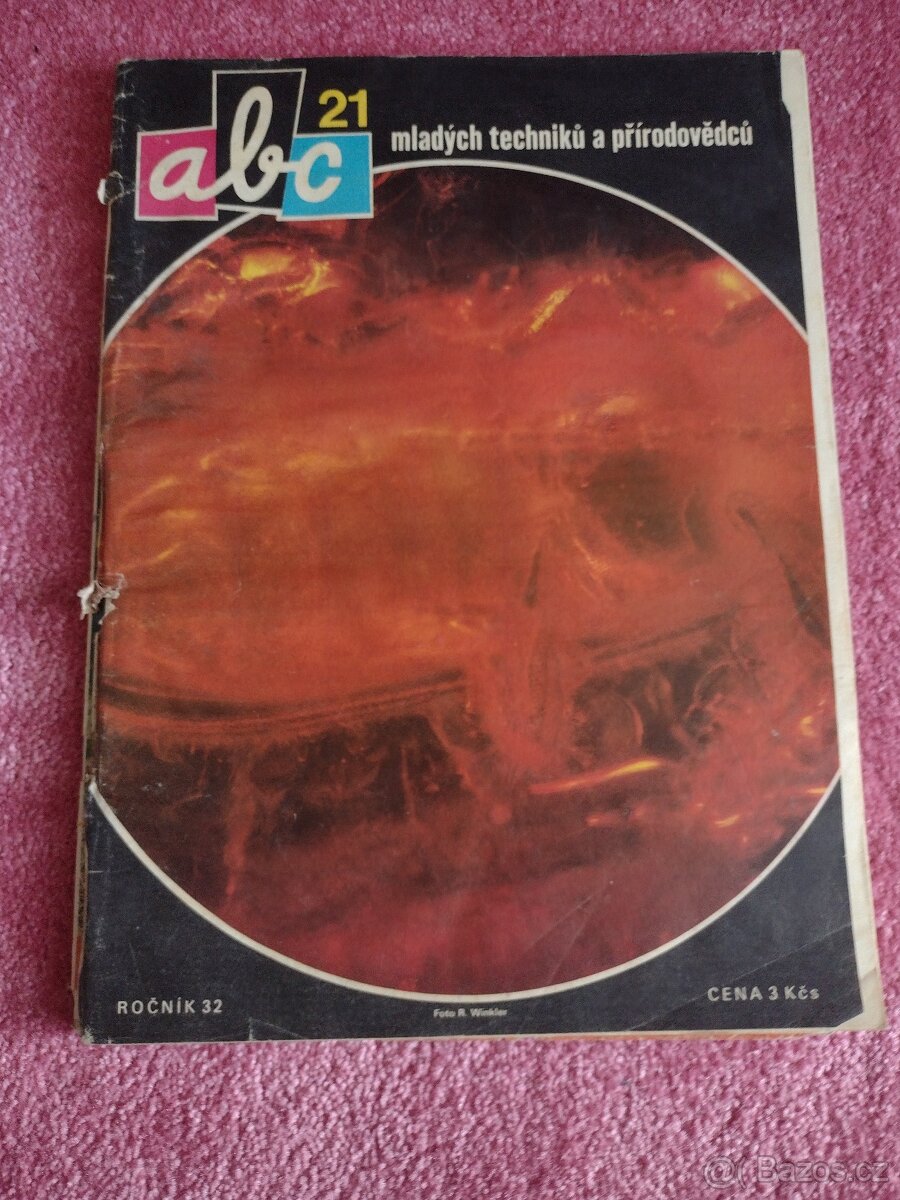 abc
21
mladých techniků a přírodovědců
ROČNÍK 32
Foto R. Winkler
CENA 3 Kčs
@ Bazos.cz